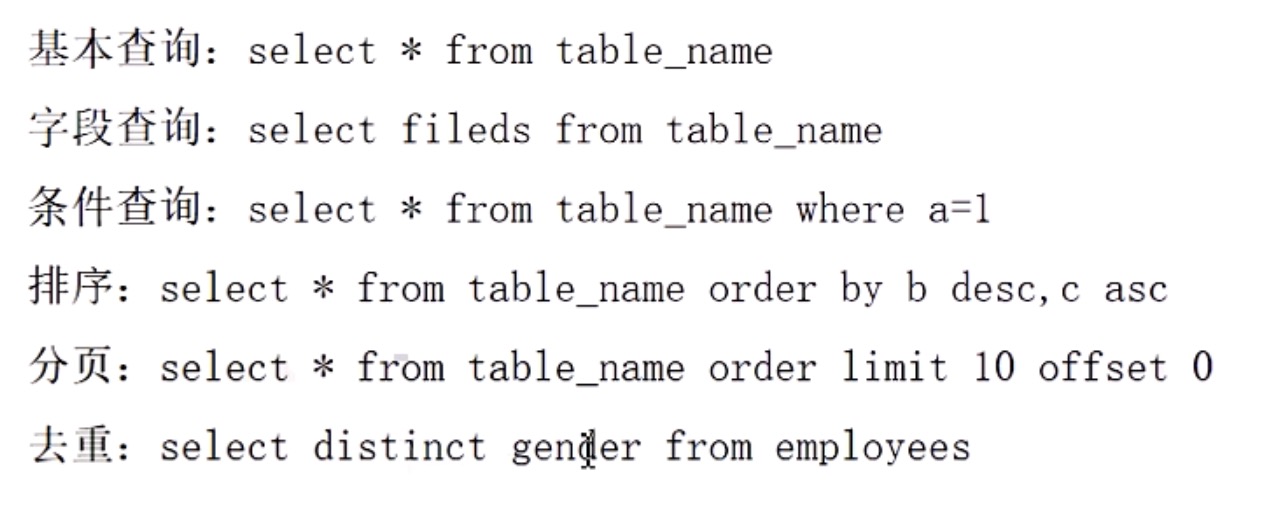 基本查询：select * from table_name
字段查询：select fileds from table_name
条件查询：select * from table_name where a=1
排序：select * from table_name order by b desc,c asc
分页：select * from table_name order limit 10 offset 0
去重：select distinct gender from employees